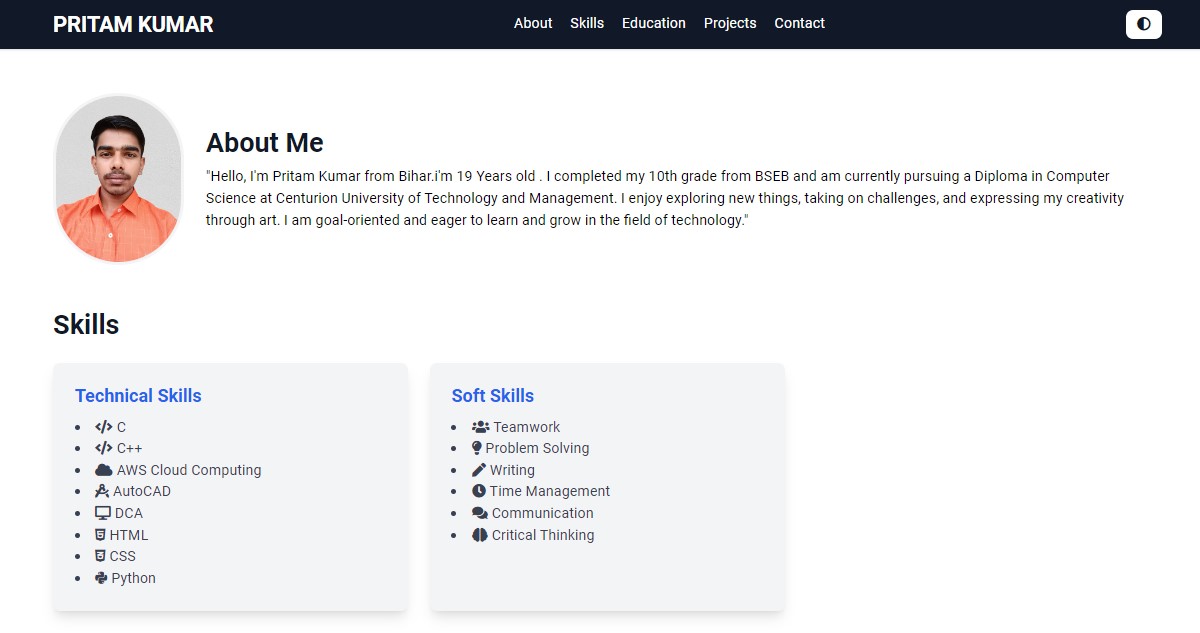 PRITAM KUMAR
About Skills Education Projects Contact
About Me
"Hello, I'm Pritam Kumar from Bihar.i'm 19 Years old . I completed my 10th grade from BSEB and am currently pursuing a Diploma in Computer
Science at Centurion University of Technology and Management. I enjoy exploring new things, taking on challenges, and expressing my creativity
through art. I am goal-oriented and eager to learn and grow in the field of technology."
Skills
Technical Skills
C
C++
AWS Cloud Computing
AutoCAD
DCA
HTML
CSS
Python
Soft Skills
Teamwork
Problem Solving
Writing
Time Management
Communication
Critical Thinking